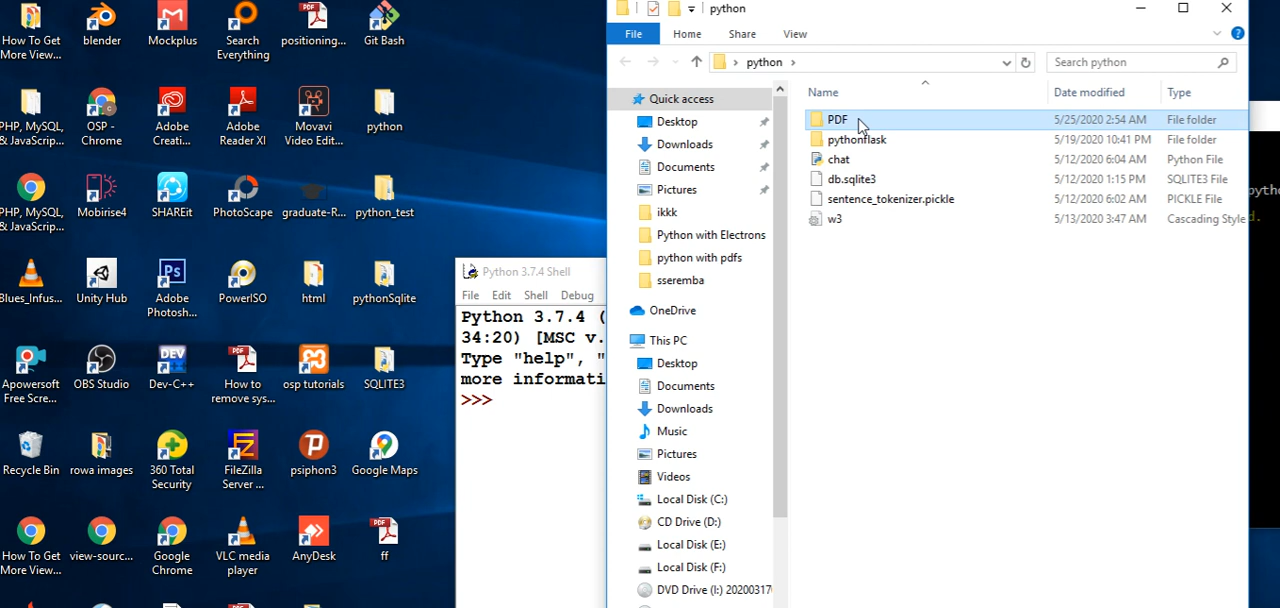 How To Get
More View...
blender
Mockplus
Search
Everything
positioning...
Git Bash
PHP, MySQL,
& JavaScrip...
OSP -
Chrome
Adobe
Creati...
Adobe
Reader XI
Movavi
Video Edit...
python
PHP, MySQL,
& JavaScrip...
Mobirise4
SHAREit
PhotoScape
graduate-R...
python_test
Blues_Infus...
Unity Hub
Adobe
Photosh...
PowerISO
html
pythonSqlite
Apowersoft
Free Scre...
OBS Studio
Dev-C++
How to
remove sys...
osp tutorials
SQLITE3
Recycle Bin
rowa images
360 Total
Security
FileZilla
Server ...
psiphon3
Google Maps
How To Get
More View...
view-sourc...
Google
Chrome
VLC media
player
AnyDesk
ff
Python 3.7.4 Shell
File Edit Shell Debug
Python 3.7.4 (
34:20) [MSC v.
Type "help", "
more informati
>>>
python
File Home Share View
python
Search python
Name Date modified Type
PDF 5/25/2020 2:54 AM File folder
pythonflask 5/19/2020 10:41 PM File folder
chat 5/12/2020 6:04 AM Python File
db.sqlite3 5/12/2020 1:15 PM SQLITE3 File
sentence_tokenizer.pickle 5/12/2020 6:02 AM PICKLE File
w3 5/13/2020 3:47 AM Cascading Style
Quick access
Desktop
Downloads
Documents
Pictures
ikkk
Python with Electrons
python with pdfs
sseremba
OneDrive
This PC
Desktop
Documents
Downloads
Music
Pictures
Videos
Local Disk (C:)
CD Drive (D:)
Local Disk (E:)
Local Disk (F:)
DVD Drive (I:) 2020031
pytho
d.